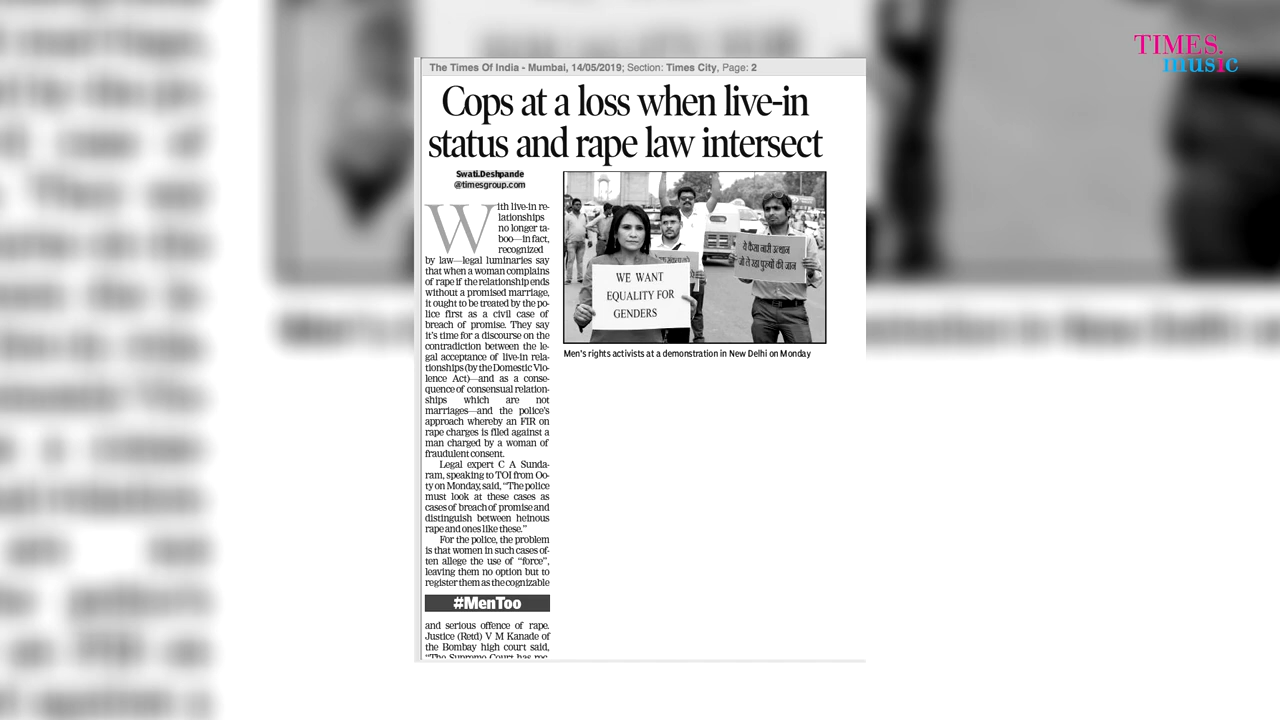 TIMES.
music
The Times Of India - Mumbai, 14/05/2019; Section: Times City, Page: 2
Cops at a loss when live-in
status and rape law intersect
Swati.Deshpande
@timesgroup.com
With live-in re-
lationships
no longer ta-
boo—in fact,
recognized
by law—legal luminaries say
that when a woman complains
of rape if the relationship ends
without a promised marriage,
it ought to be treated by the po-
lice first as a civil case of
breach of promise. They say
it's time for a discourse on the
contradiction between the le-
gal acceptance of live-in rela-
tionships (by the Domestic Vio-
lence Act)—and as a conse-
quence of consensual relation-
ships which are not
marriages—and the police's
approach whereby an FIR on
rape charges is filed against a
man charged by a woman of
fraudulent consent.
Legal expert C A Sunda-
ram, speaking to TOI from Oo-
ty on Monday, said, "The police
must look at these cases as
cases of breach of promise and
distinguish between heinous
rape and ones like these."
For the police, the problem
is that women in such cases of-
ten allege the use of "force",
leaving them no option but to
register them as the cognizable
#MenToo
and serious offence of rape.
Justice (Retd) V M Kanade of
the Bombay high court said,
"The Supreme Court has rec-
WE WANT
EQUALITY FOR
GENDERS
ये कैसा नारी उत्थान
जो ले रहा पुरुषों की जान
Men's rights activists at a demonstration in New Delhi on Monday